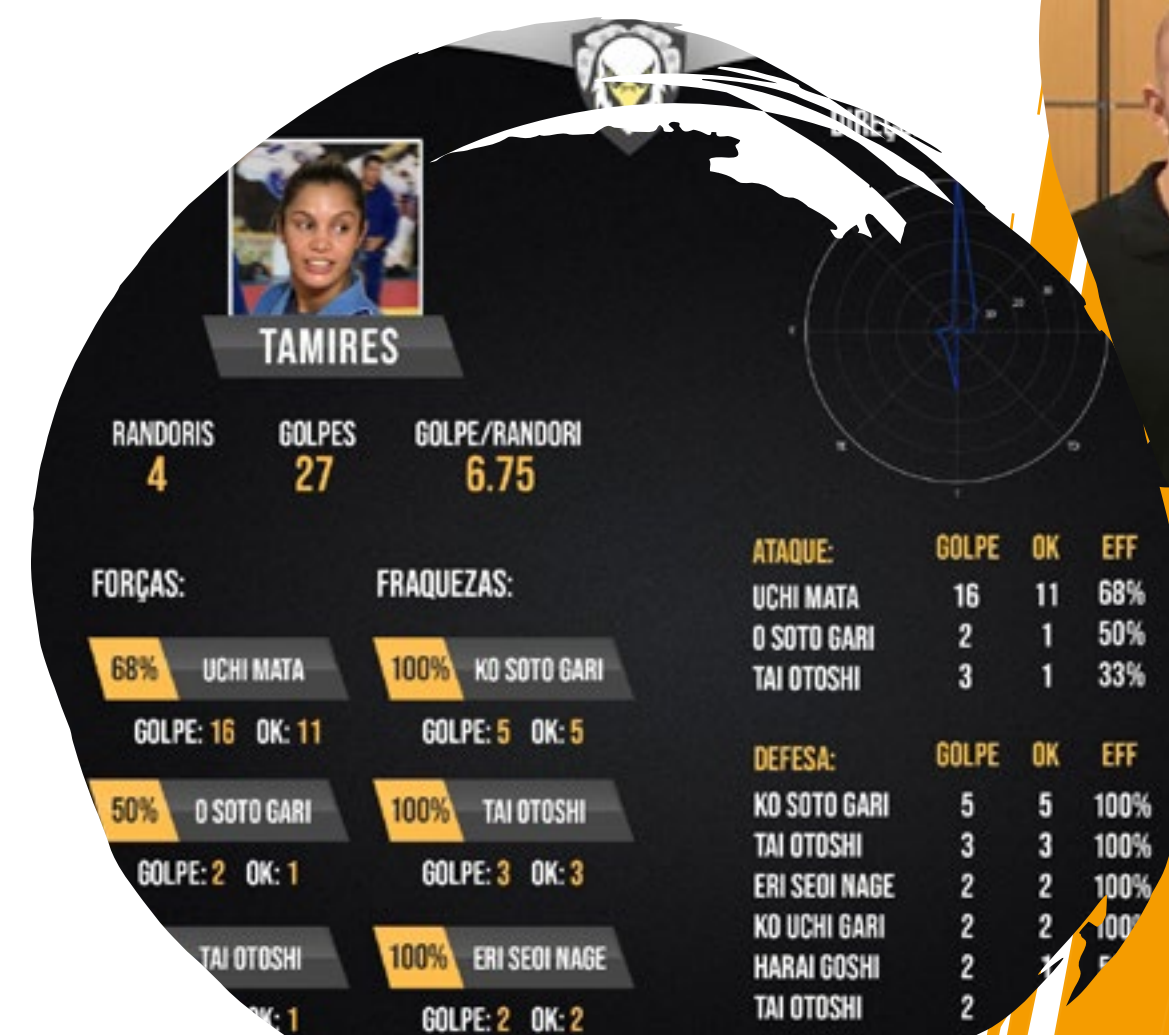 TAMIRES
RANDORIS GOLPES GOLPE/RANDORI
4 27 6.75
FORÇAS:
68% UCHI MATA
GOLPE: 16 OK: 11
50% O SOTO GARI
GOLPE: 2 OK: 1
TAI OTOSHI
OK: 1
FRAQUEZAS:
100% KO SOTO GARI
GOLPE: 5 OK: 5
100% TAI OTOSHI
GOLPE: 3 OK: 3
100% ERI SEOI NAGE
GOLPE: 2 OK: 2
ATAQUE: GOLPE OK EFF
UCHI MATA 16 11 68%
O SOTO GARI 2 1 50%
TAI OTOSHI 3 1 33%
DEFESA: GOLPE OK EFF
KO SOTO GARI 5 5 100%
TAI OTOSHI 3 3 100%
ERI SEOI NAGE 2 2 100%
KO UCHI GARI 2 2 100
HARAI GOSHI 2
TAI OTOSHI 2